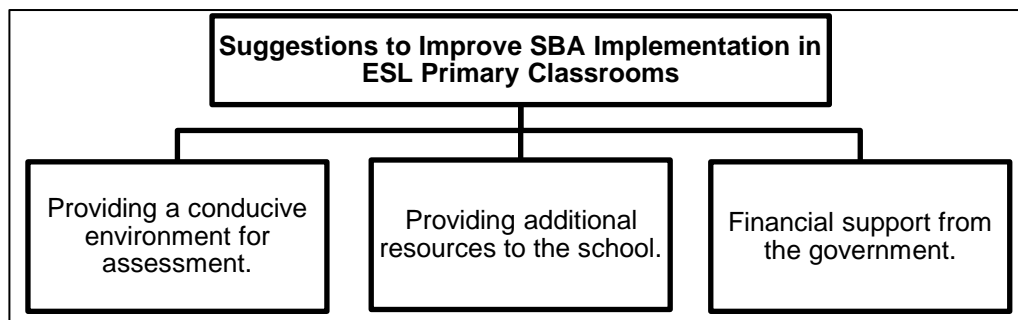 Suggestions to Improve SBA Implementation in
ESL Primary Classrooms
Providing a conducive
environment for
assessment.
Providing additional
resources to the school.
Financial support from
the government.